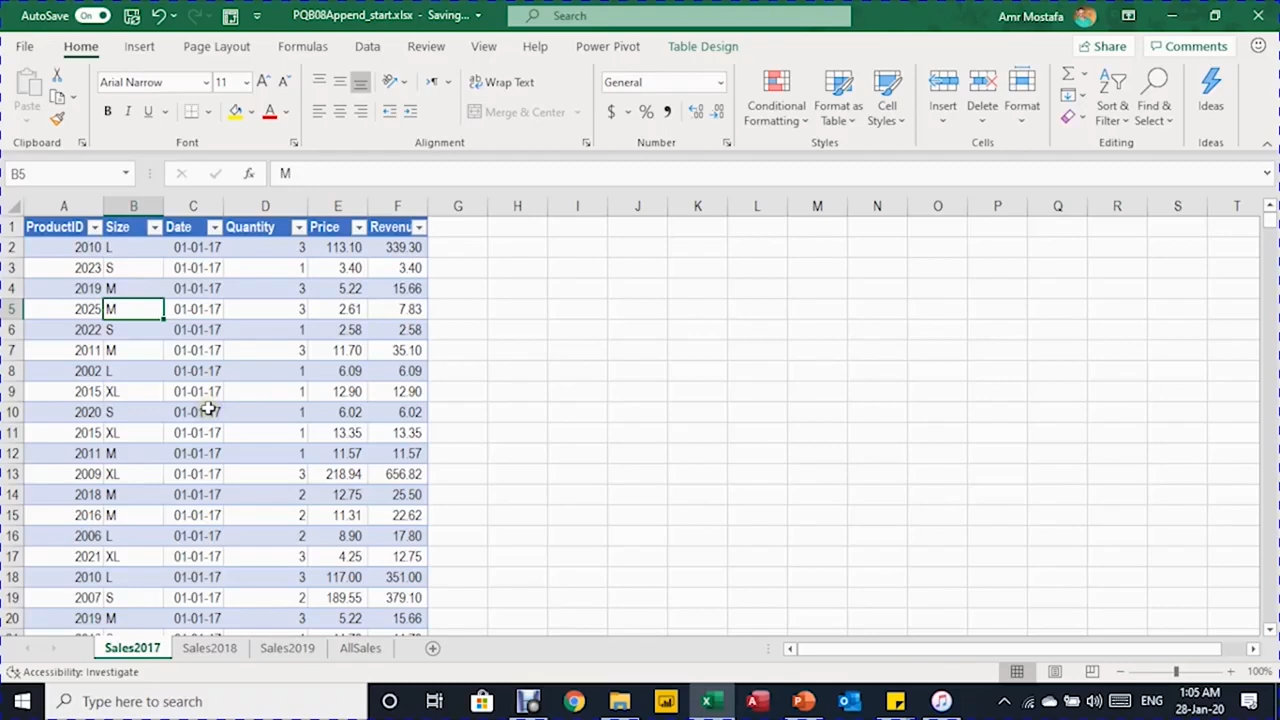 AutoSave On PQB08Append_start.xlsx - Saving... Search Amr Mostafa
File Home Insert Page Layout Formulas Data Review View Help Power Pivot Table Design Share Comments
Paste Arial Narrow 11 Wrap Text General Conditional Formatting Format as Table Cell Styles Insert Delete Format Sort & Filter Find & Select Ideas
B I U Merge & Center $ %
Clipboard Font Alignment Number Styles Cells Editing Ideas
B5 fx M
A B C D E F G H I J K L M N O P Q R S T
1 ProductID Size Date Quantity Price Revenu
2 2010 L 01-01-17 3 113.10 339.30
3 2023 S 01-01-17 1 3.40 3.40
4 2019 M 01-01-17 3 5.22 15.66
5 2025 M 01-01-17 3 2.61 7.83
6 2022 S 01-01-17 1 2.58 2.58
7 2011 M 01-01-17 3 11.70 35.10
8 2002 L 01-01-17 1 6.09 6.09
9 2015 XL 01-01-17 1 12.90 12.90
10 2020 S 01-01-17 1 6.02 6.02
11 2015 XL 01-01-17 1 13.35 13.35
12 2011 M 01-01-17 1 11.57 11.57
13 2009 XL 01-01-17 3 218.94 656.82
14 2018 M 01-01-17 2 12.75 25.50
15 2016 M 01-01-17 2 11.31 22.62
16 2006 L 01-01-17 2 8.90 17.80
17 2021 XL 01-01-17 3 4.25 12.75
18 2010 L 01-01-17 3 117.00 351.00
19 2007 S 01-01-17 2 189.55 379.10
20 2019 M 01-01-17 3 5.22 15.66
Sales2017 Sales2018 Sales2019 AllSales
Accessibility: Investigate 100%
Type here to search ENG 1:05 AM
28-Jan-20